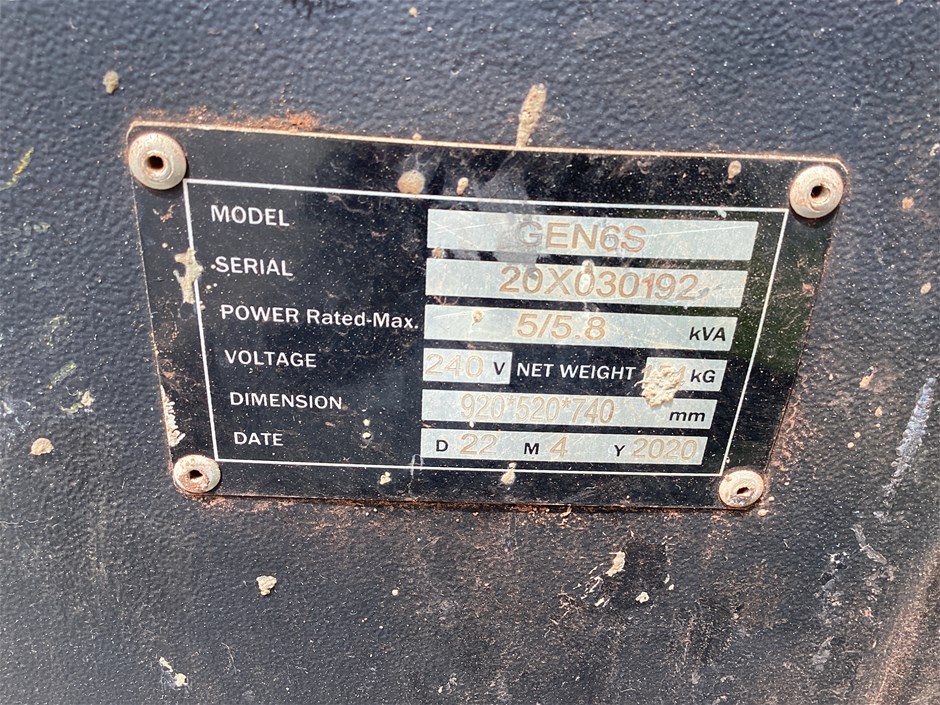 MODEL GEN6S
SERIAL 20X030192
POWER Rated-Max. 5/5.8 kVA
VOLTAGE 240 V NET WEIGHT kG
DIMENSION 920*520*740 mm
DATE D 22 M 4 Y 2020